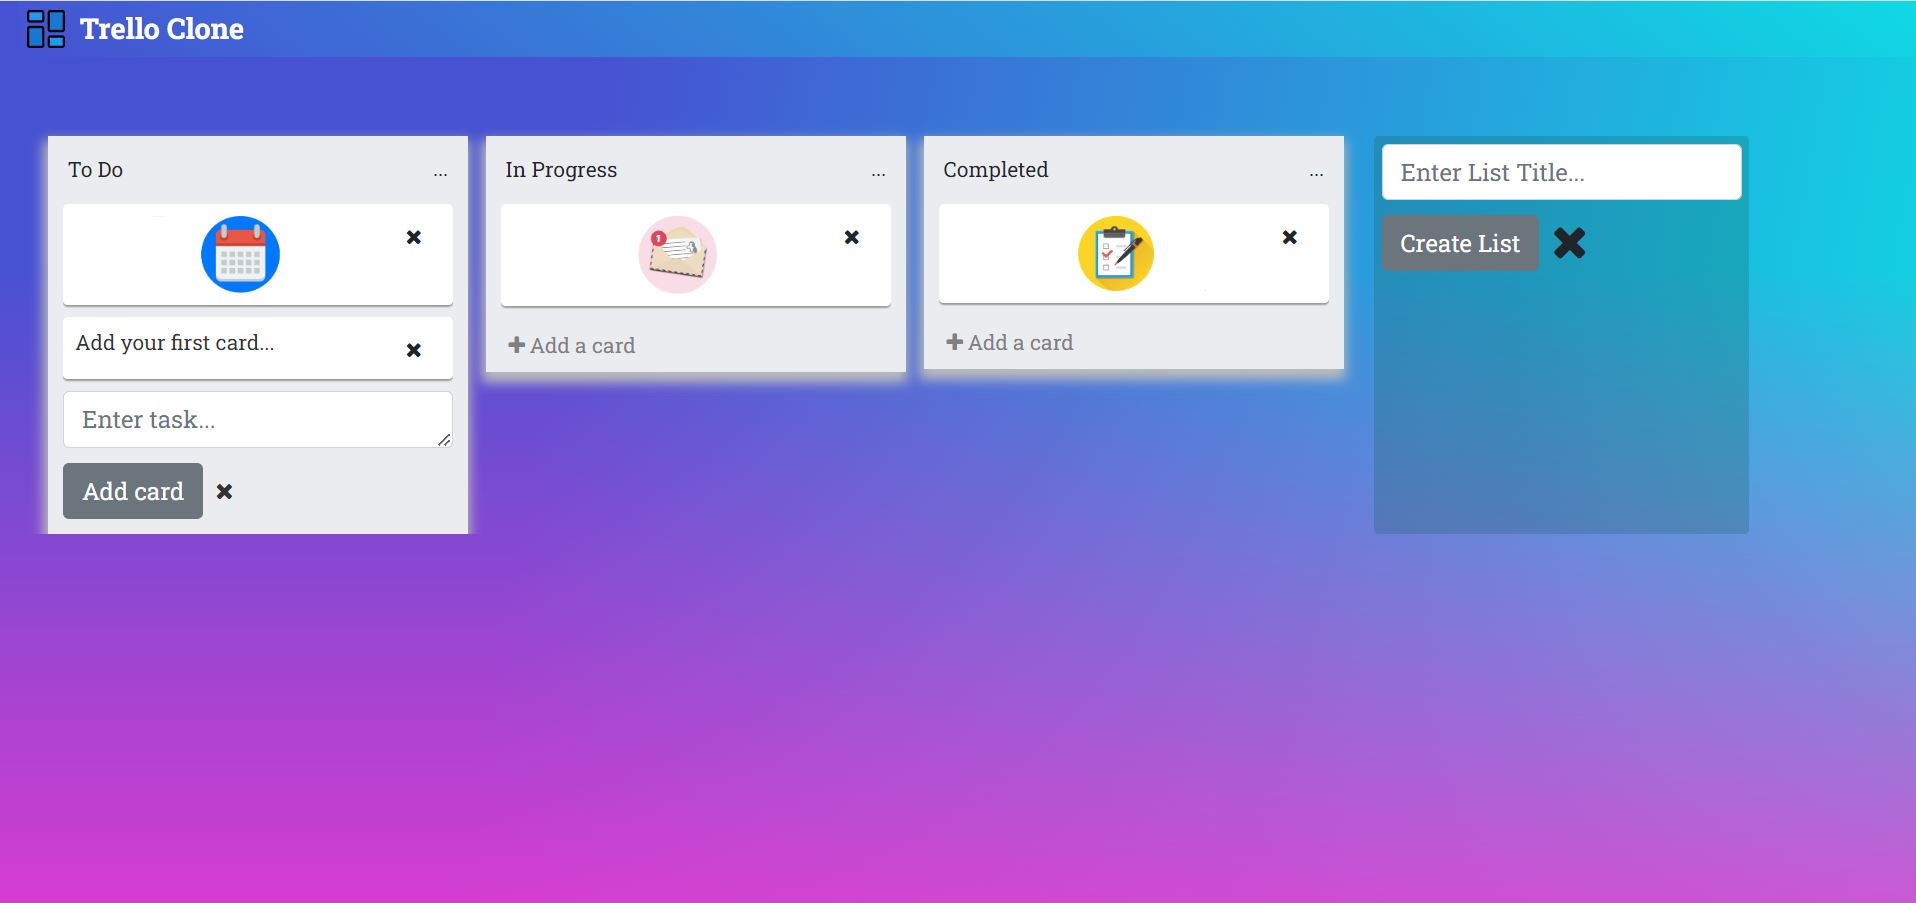 Trello Clone
To Do
...
Add your first card...
Enter task...
Add card
In Progress
...
1
Add a card
Completed
...
Add a card
Enter List Title...
Create List